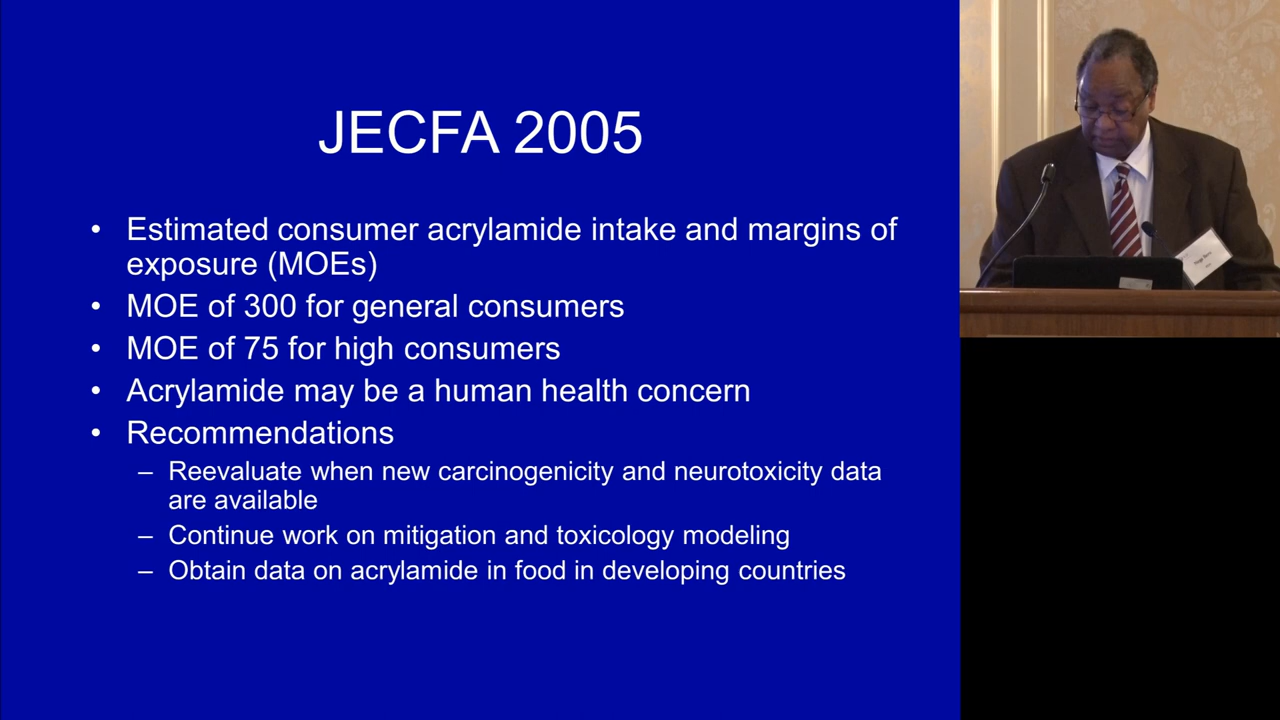 JECFA 2005
• Estimated consumer acrylamide intake and margins of
exposure (MOEs)
• MOE of 300 for general consumers
• MOE of 75 for high consumers
• Acrylamide may be a human health concern
• Recommendations
– Reevaluate when new carcinogenicity and neurotoxicity data
are available
– Continue work on mitigation and toxicology modeling
– Obtain data on acrylamide in food in developing countries